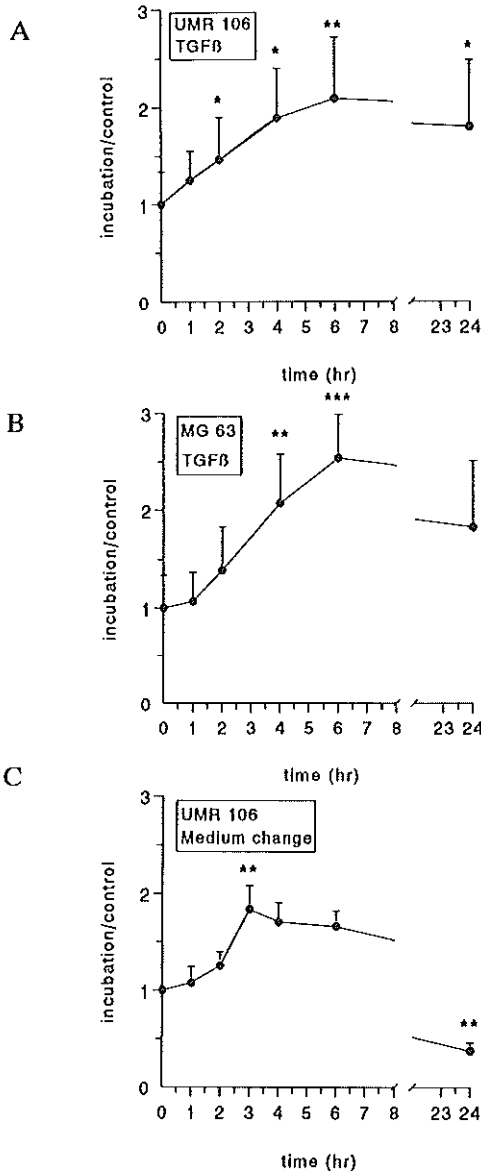 A
UMR 106
TGFß
3
2
1
0
incubation/control
* * ** *
0 1 2 3 4 5 6 7 8 23 24
time (hr)
B
MG 63
TGFß
3
2
1
0
incubation/control
** ***
0 1 2 3 4 5 6 7 8 23 24
time (hr)
C
UMR 106
Medium change
3
2
1
0
incubation/control
** **
0 1 2 3 4 5 6 7 8 23 24
time (hr)